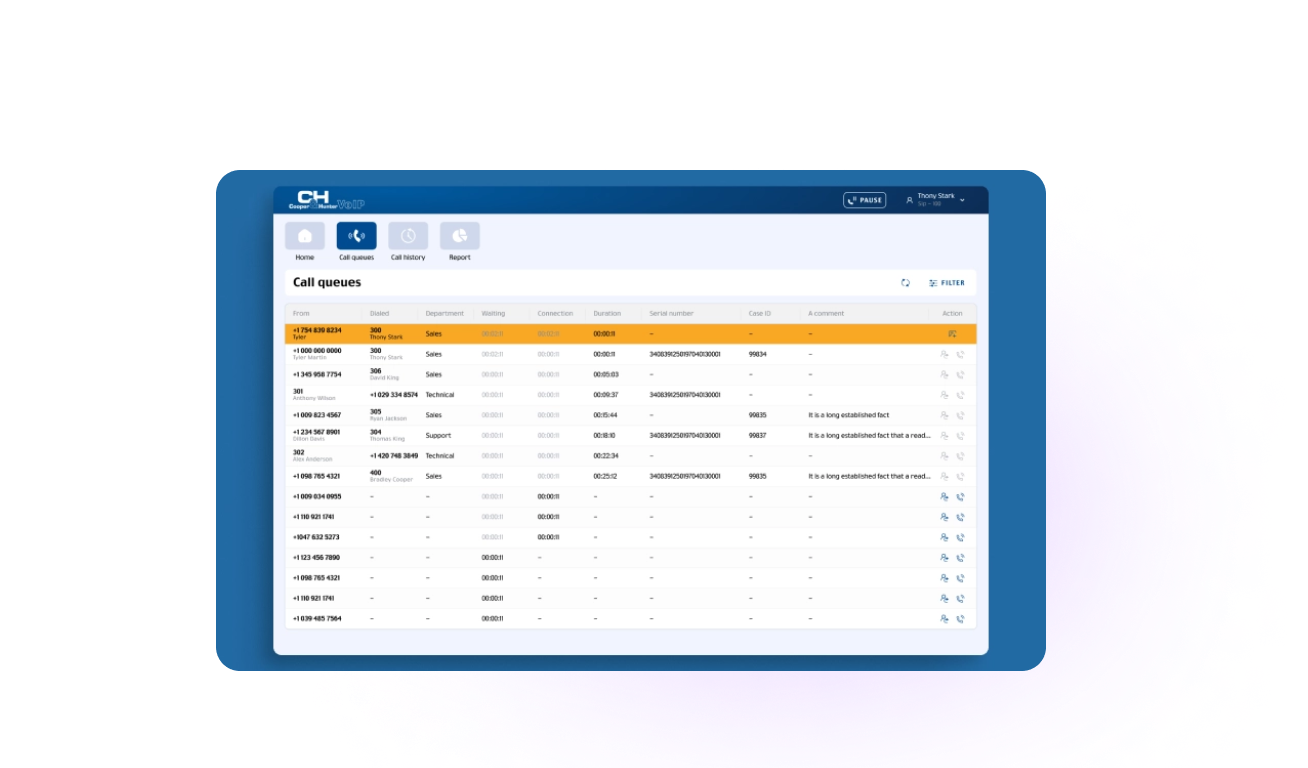 CH
Cooper Hunter VoIP
PAUSE
Thony Stark
Home
Call queues
Call history
Report
Call queues
FILTER
From Dialed Department Waiting Connection Duration Serial number Case ID A comment Action
+1 754 839 8234 300 Sales 00:02:11 00:02:11 00:00:11 – – –
Tyler Thony Stark
+1 000 000 0000 300 Sales 00:02:11 00:00:11 00:00:11 3408391250197040130001 99834 –
Tyler Martin Thony Stark
+1 345 958 7754 306 Sales 00:00:11 00:00:11 00:05:03 – – –
David King
301 +1 029 334 8574 Technical 00:00:11 00:00:11 00:09:37 3408391250197040130001 – –
Anthony Wilson
+1 009 823 4567 305 Sales 00:00:11 00:00:11 00:15:44 – 99835 It is a long established fact
Ryan Jackson
+1 234 567 8901 304 Support 00:00:11 00:00:11 00:18:10 3408391250197040130001 99837 It is a long established fact that a read...
Dillon Davis Thomas King
302 +1 420 748 3849 Technical 00:00:11 00:00:11 00:22:34 – – –
Alex Anderson
+1 098 765 4321 400 Sales 00:00:11 00:00:11 00:25:12 3408391250197040130001 99835 It is a long established fact that a read...
Bradley Cooper
+1 009 034 0955 – – 00:00:11 00:00:11 – – – –
+1 110 921 1741 – – 00:00:11 00:00:11 – – – –
+1047 632 5273 – – 00:00:11 00:00:11 – – – –
+1 123 456 7890 – – 00:00:11 – – – – –
+1 098 765 4321 – – 00:00:11 – – – – –
+1 110 921 1741 – – 00:00:11 – – – – –
+1 039 485 7564 – – 00:00:11 – – – – –